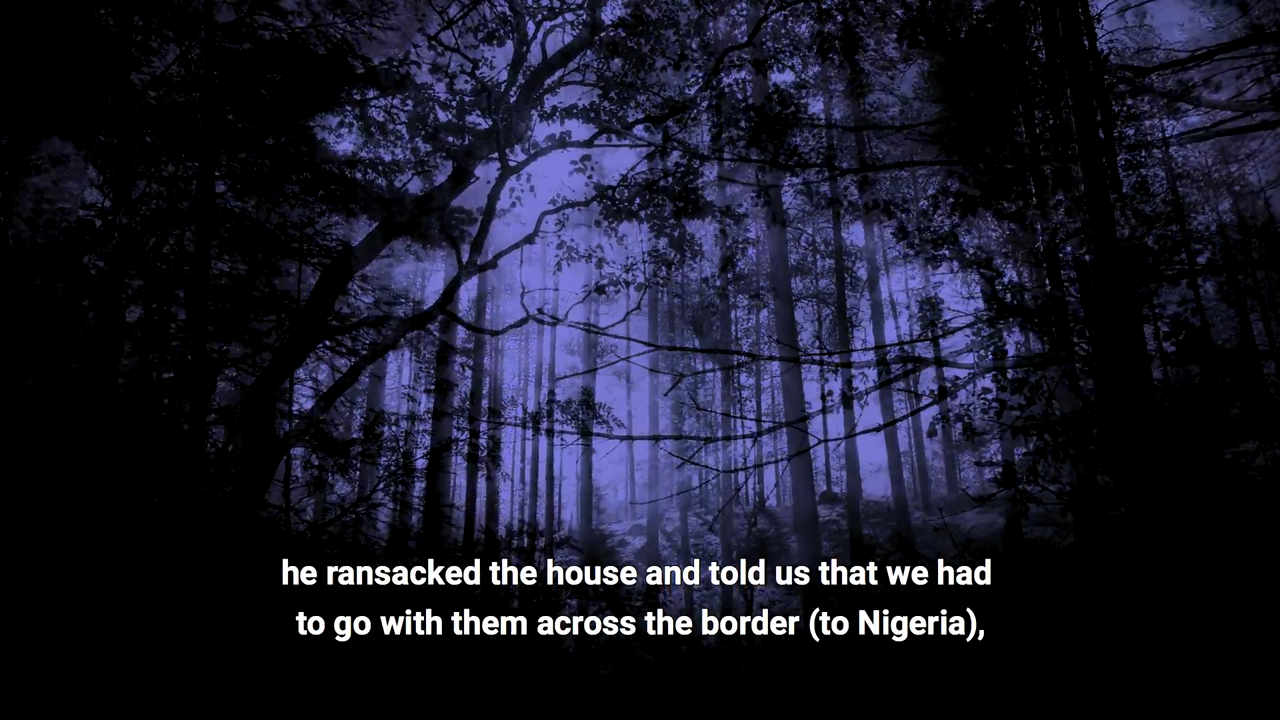 he ransacked the house and told us that we had
to go with them across the border (to Nigeria),